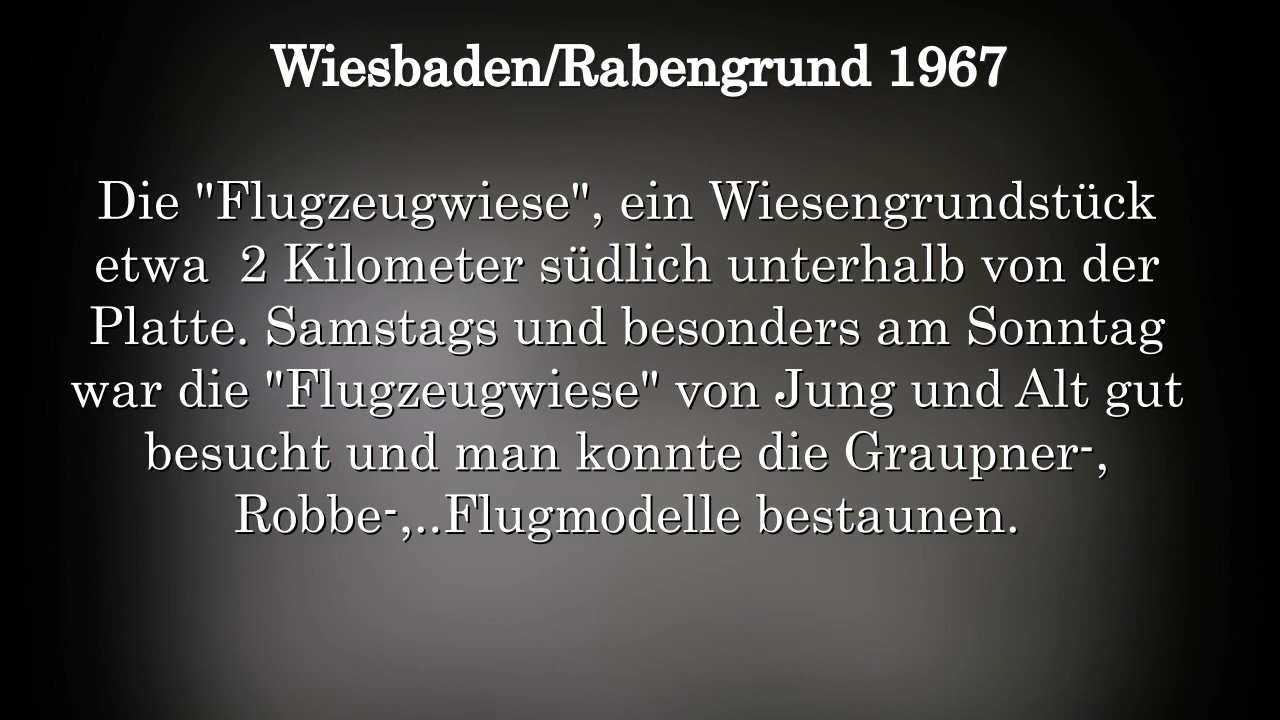 Wiesbaden/Rabengrund 1967
Die "Flugzeugwiese", ein Wiesengrundstück
etwa  2 Kilometer südlich unterhalb von der
Platte. Samstags und besonders am Sonntag
war die "Flugzeugwiese" von Jung und Alt gut
besucht und man konnte die Graupner-,
Robbe-,..Flugmodelle bestaunen.